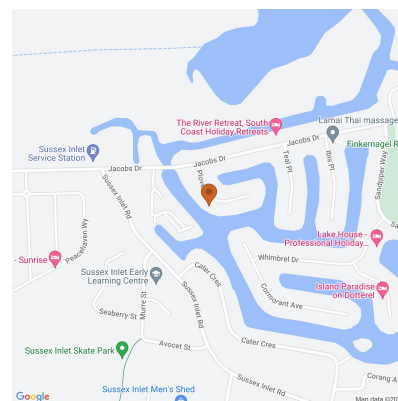 The River Retreat, South
Coast Holiday Retreats
Lamai Thai massage
Finkernagel R
Sussex Inlet
Service Station
Jacobs Dr
Jacobs Dr
Plov
Teal Pl
Ibis Pl
Sandpiper Way
Sussex Inlet Rd
Peacehaven Wy
Sa
Lake House -
Professional Holiday...
- Sunrise
Whimbrel Dr
Cater Cres
Sussex Inlet Early
Learning Centre
Island Paradise
on Dotterel
Cormorant Ave
Murre St
Seaberry St
Sussex Inlet Rd
Avocet St
Cater Cres
Sussex Inlet Skate Park
Sussex Inlet Rd
Corang A
Sussex Inlet Men's Shed
Google
Map data ©20